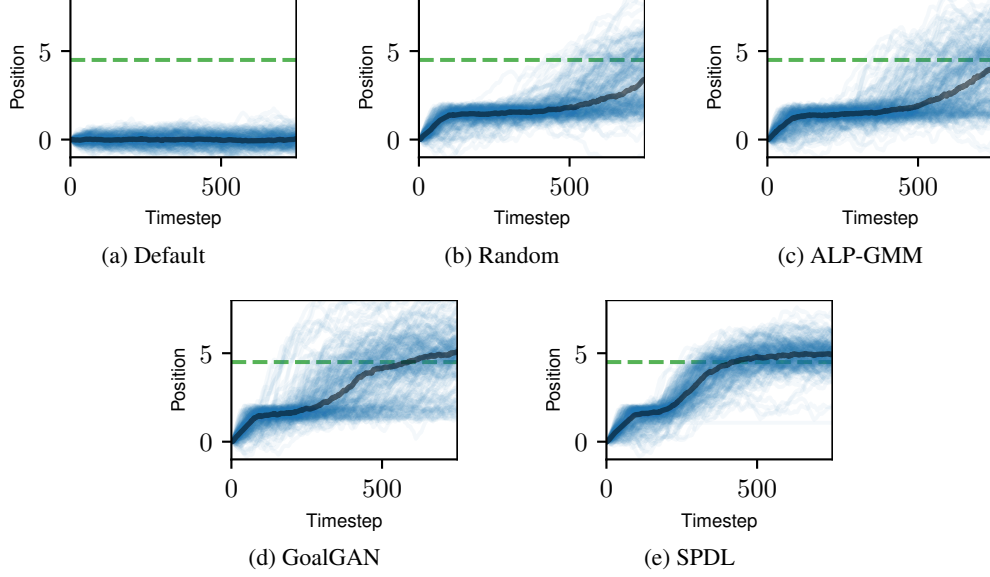 Position
5
0
0
500
Timestep
(a) Default
Position
5
0
0
500
Timestep
(b) Random
Position
5
0
0
500
Timestep
(c) ALP-GMM
Position
5
0
0
500
Timestep
(d) GoalGAN
Position
5
0
0
500
Timestep
(e) SPDL